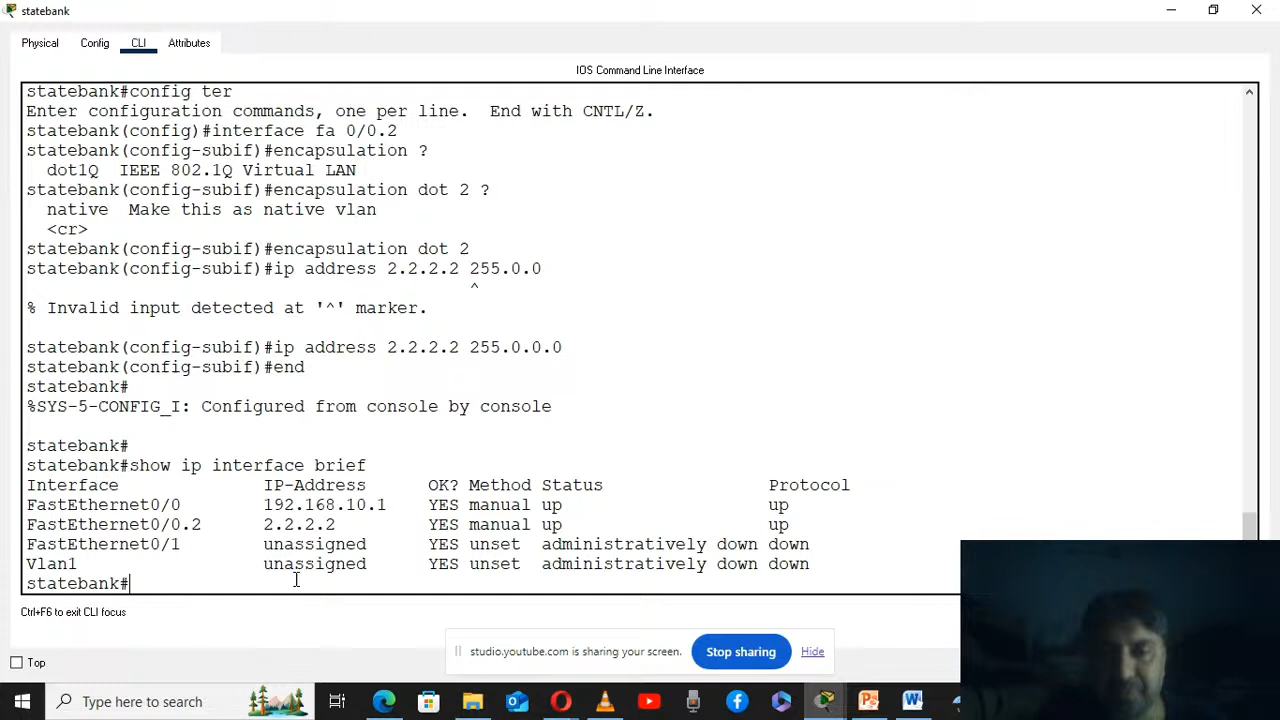 statebank
Physical Config CLI Attributes
IOS Command Line Interface
statebank#config ter
Enter configuration commands, one per line.  End with CNTL/Z.
statebank(config)#interface fa 0/0.2
statebank(config-subif)#encapsulation ?
  dot1Q  IEEE 802.1Q Virtual LAN
statebank(config-subif)#encapsulation dot 2 ?
  native  Make this as native vlan
  <cr>
statebank(config-subif)#encapsulation dot 2
statebank(config-subif)#ip address 2.2.2.2 255.0.0
^
% Invalid input detected at '^' marker.
statebank(config-subif)#ip address 2.2.2.2 255.0.0.0
statebank(config-subif)#end
statebank#
%SYS-5-CONFIG_I: Configured from console by console
statebank#
statebank#show ip interface brief
Interface              IP-Address      OK? Method Status                Protocol
FastEthernet0/0        192.168.10.1    YES manual up                    up
FastEthernet0/0.2      2.2.2.2         YES manual up                    up
FastEthernet0/1        unassigned      YES unset  administratively down down
Vlan1                  unassigned      YES unset  administratively down down
statebank#
Ctrl+F6 to exit CLI focus
studio.youtube.com is sharing your screen. Stop sharing Hide
Top
Type here to search